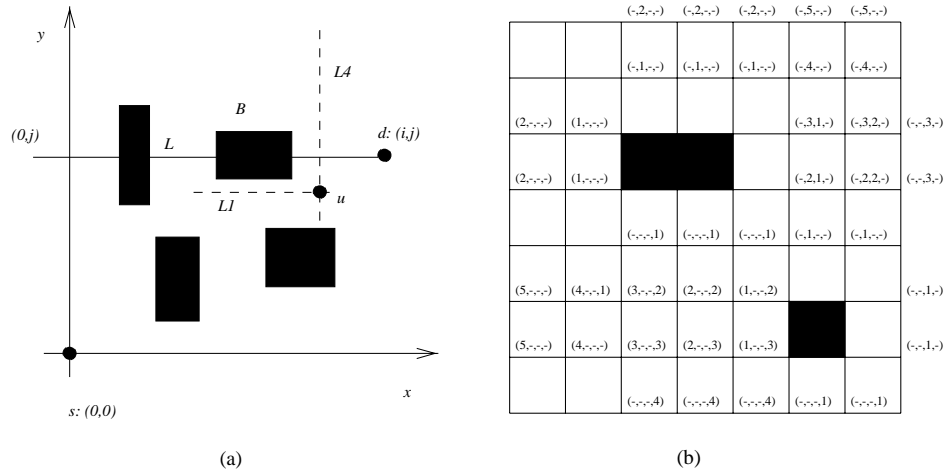 y
L4
B
(0,j)
L
d: (i,j)
L1
u
x
s: (0,0)
(a)
(-,2,-,-) (-,2,-,-) (-,2,-,-) (-,5,-,-) (-,5,-,-)
(-,1,-,-) (-,1,-,-) (-,1,-,-) (-,4,-,-) (-,4,-,-)
(2,-,-,-) (1,-,-,-) (-,3,1,-) (-,3,2,-) (-,-,3,-)
(2,-,-,-) (1,-,-,-) (-,2,1,-) (-,2,2,-) (-,-,3,-)
(-,-,-,1) (-,-,-,1) (-,-,-,1) (-,1,-,-) (-,1,-,-)
(5,-,-,-) (4,-,-,1) (3,-,-,2) (2,-,-,2) (1,-,-,2) (-,-,1,-)
(5,-,-,-) (4,-,-,-) (3,-,-,3) (2,-,-,3) (1,-,-,3) (-,-,1,-)
(-,-,-,4) (-,-,-,4) (-,-,-,4) (-,-,-,1) (-,-,-,1)
(b)